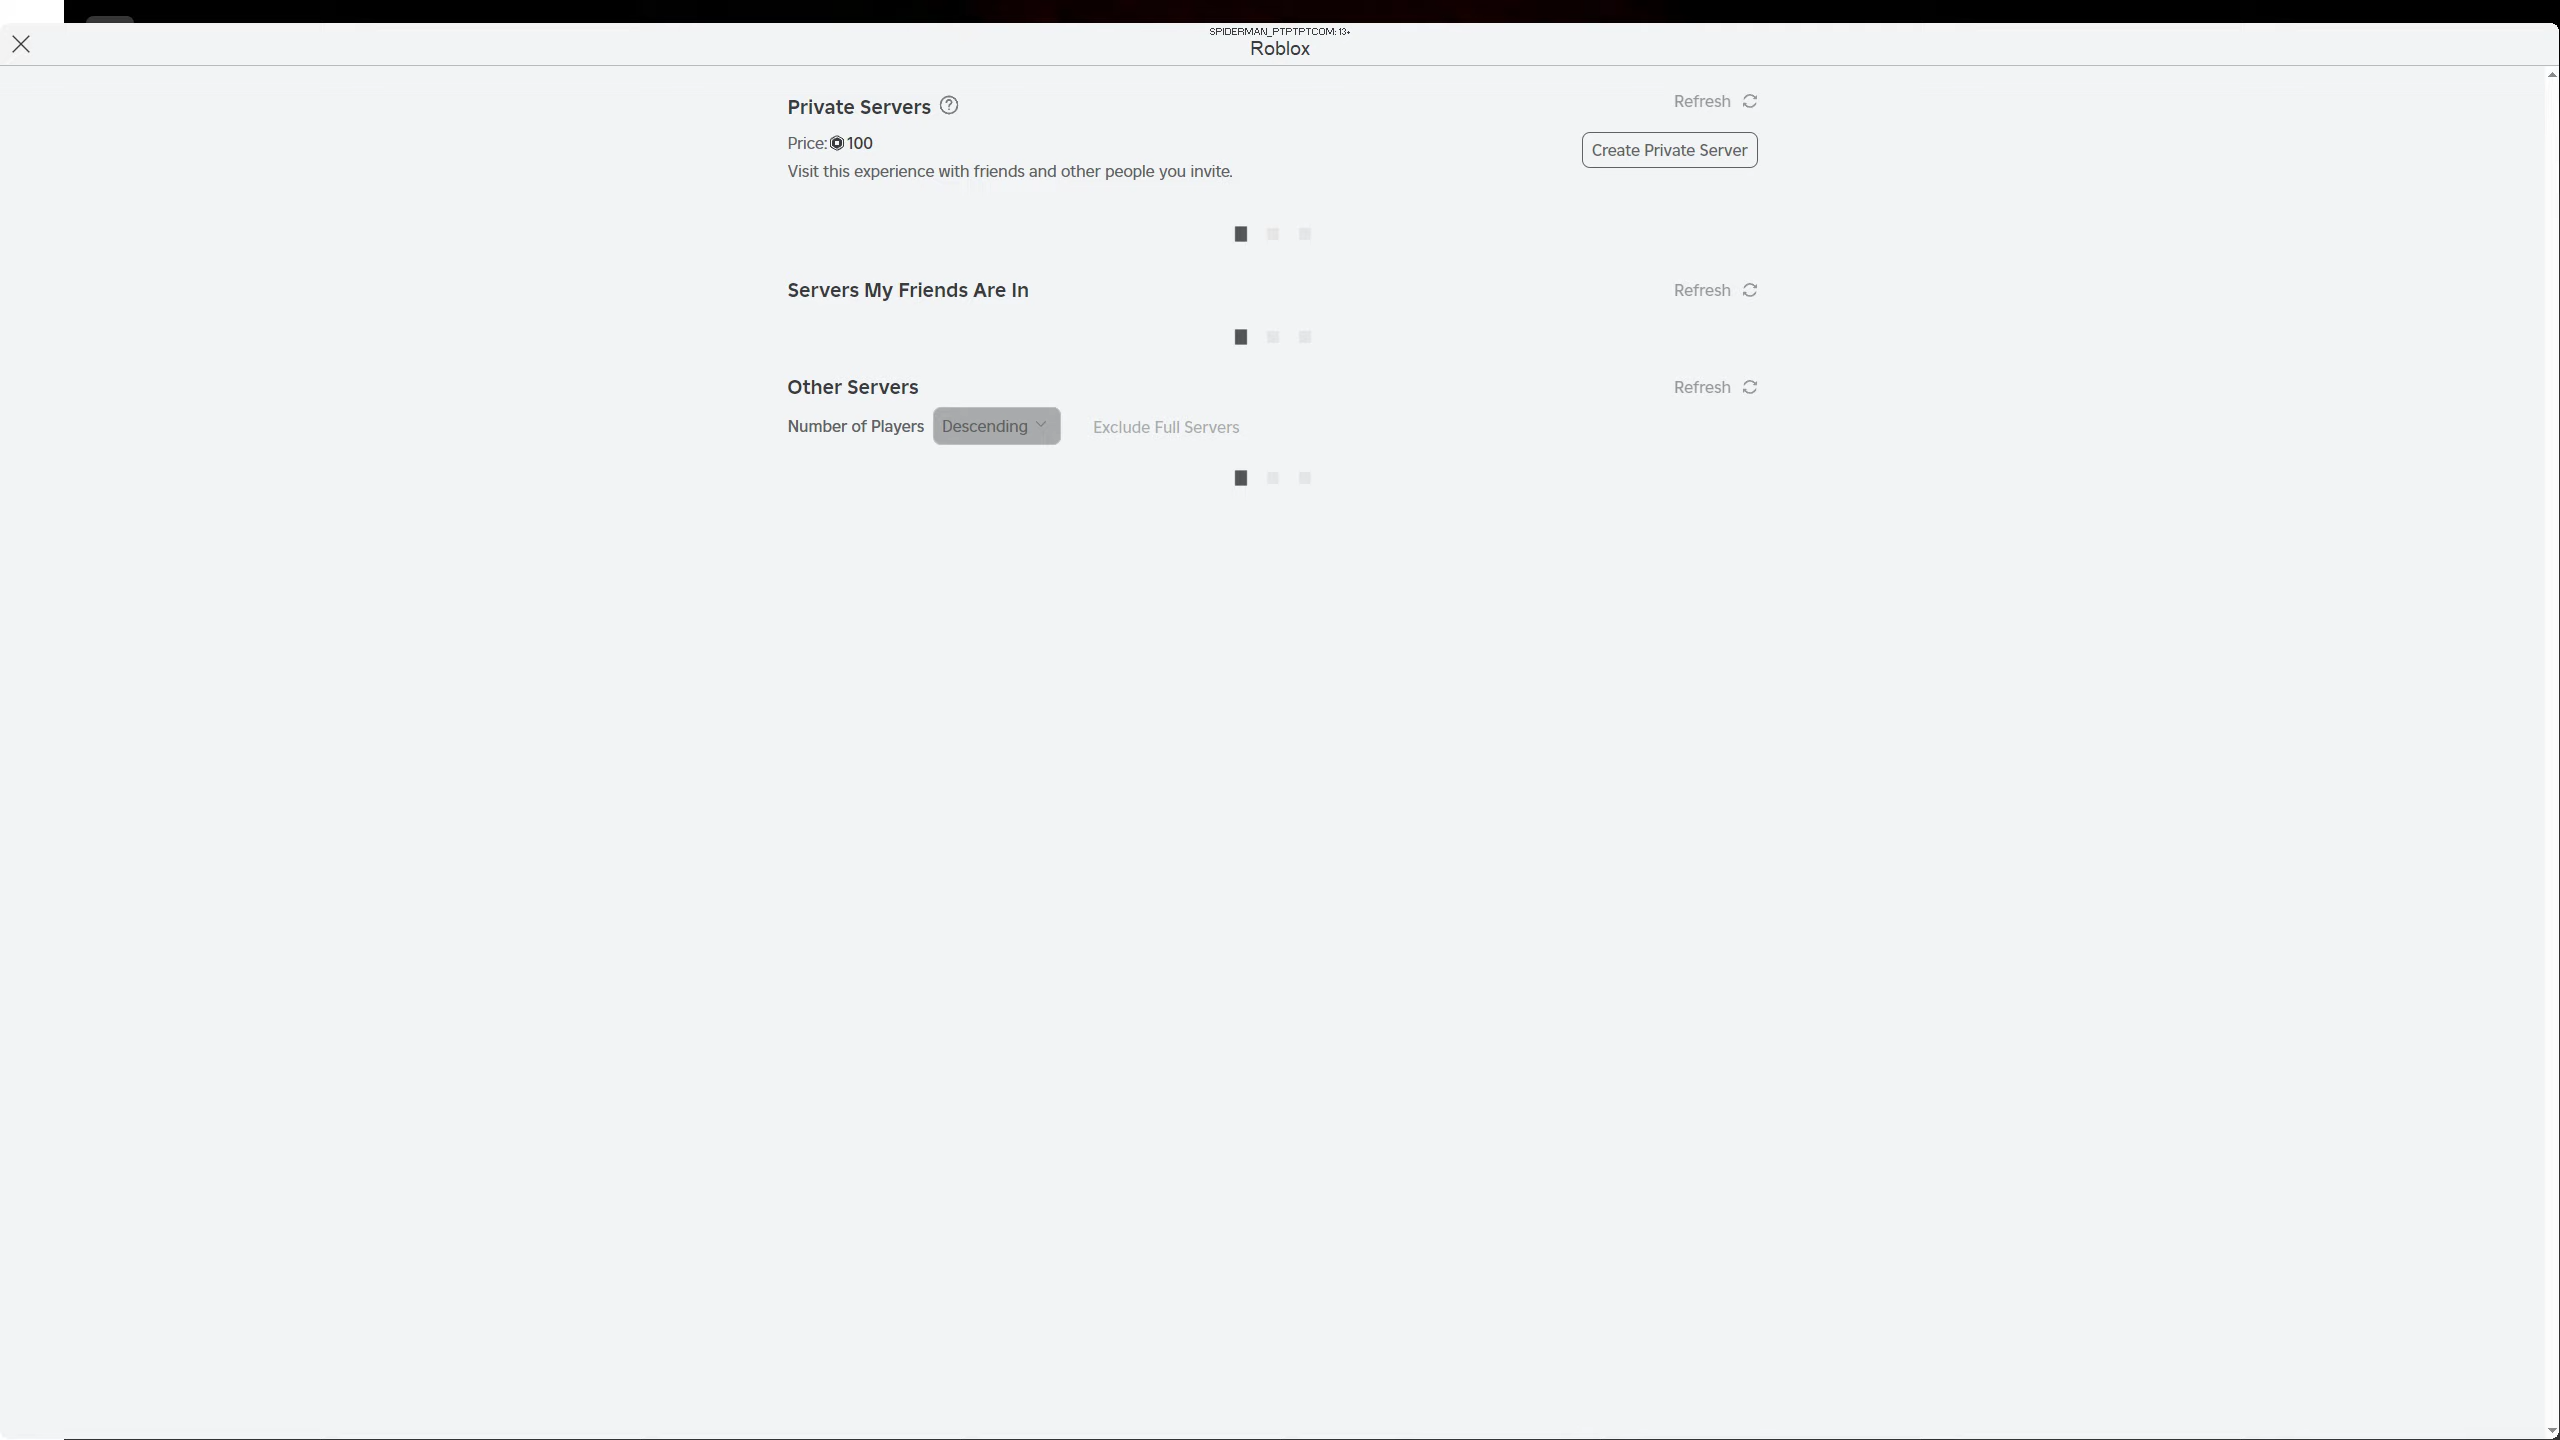 SPIDERMAN_PTPTPTCOM: 13+
Roblox
Private Servers
Refresh
Price: 100
Create Private Server
Visit this experience with friends and other people you invite.
Servers My Friends Are In
Refresh
Other Servers
Refresh
Number of Players Descending Exclude Full Servers